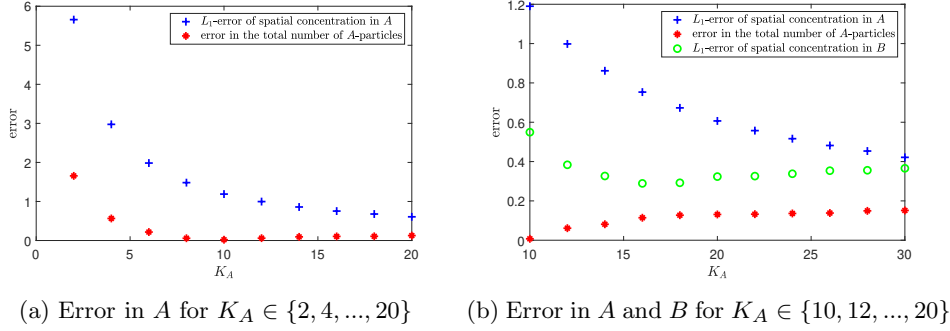 6
5
4
3
2
1
0
0 5 10 15 20
error
K_A
L_1-error of spatial concentration in A
error in the total number of A-particles
(a) Error in A for K_A ∈ {2, 4, ..., 20}
1.2
1
0.8
0.6
0.4
0.2
0
10 15 20 25 30
error
K_A
L_1-error of spatial concentration in A
error in the total number of A-particles
L_1-error of spatial concentration in B
(b) Error in A and B for K_A ∈ {10, 12, ..., 20}